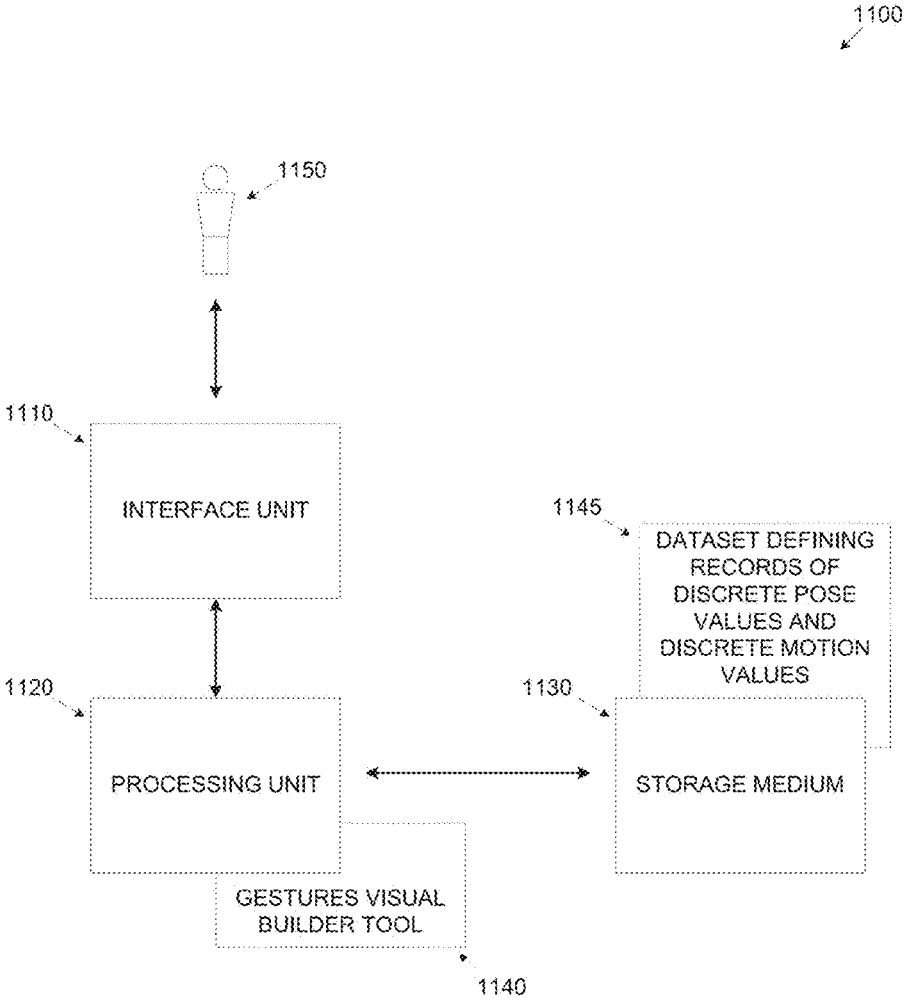 1100
1150
1110
INTERFACE UNIT
1145
DATASET DEFINING
RECORDS OF
DISCRETE POSE
VALUES AND
DISCRETE MOTION
VALUES
1120
1130
PROCESSING UNIT
STORAGE MEDIUM
GESTURES VISUAL
BUILDER TOOL
1140